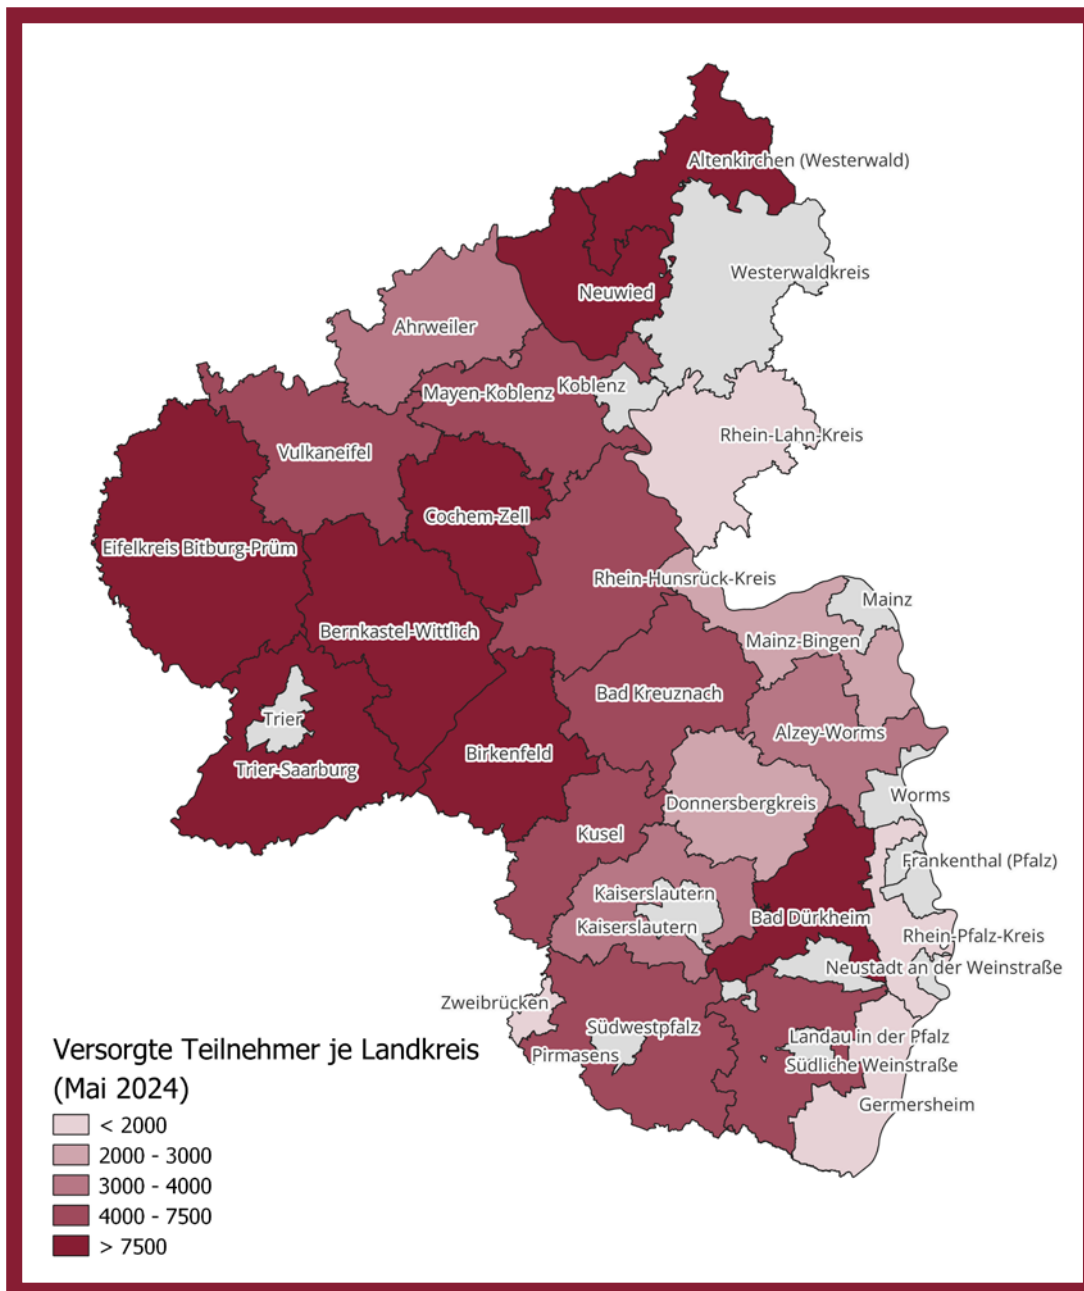 Altenkirchen (Westerwald)
Westerwaldkreis
Neuwied
Ahrweiler
Koblenz
Mayen-Koblenz
Rhein-Lahn-Kreis
Vulkaneifel
Cochem-Zell
Eifelkreis Bitburg-Prüm
Rhein-Hunsrück-Kreis
Mainz
Bernkastel-Wittlich
Mainz-Bingen
Bad Kreuznach
Trier
Alzey-Worms
Birkenfeld
Trier-Saarburg
Worms
Donnersbergkreis
Kusel
Frankenthal (Pfalz)
Kaiserslautern
Bad Dürkheim
Kaiserslautern
Rhein-Pfalz-Kreis
Neustadt an der Weinstraße
Zweibrücken
Südwestpfalz
Landau in der Pfalz
Pirmasens
Südliche Weinstraße
Germersheim
Versorgte Teilnehmer je Landkreis
(Mai 2024)
< 2000
2000 - 3000
3000 - 4000
4000 - 7500
> 7500